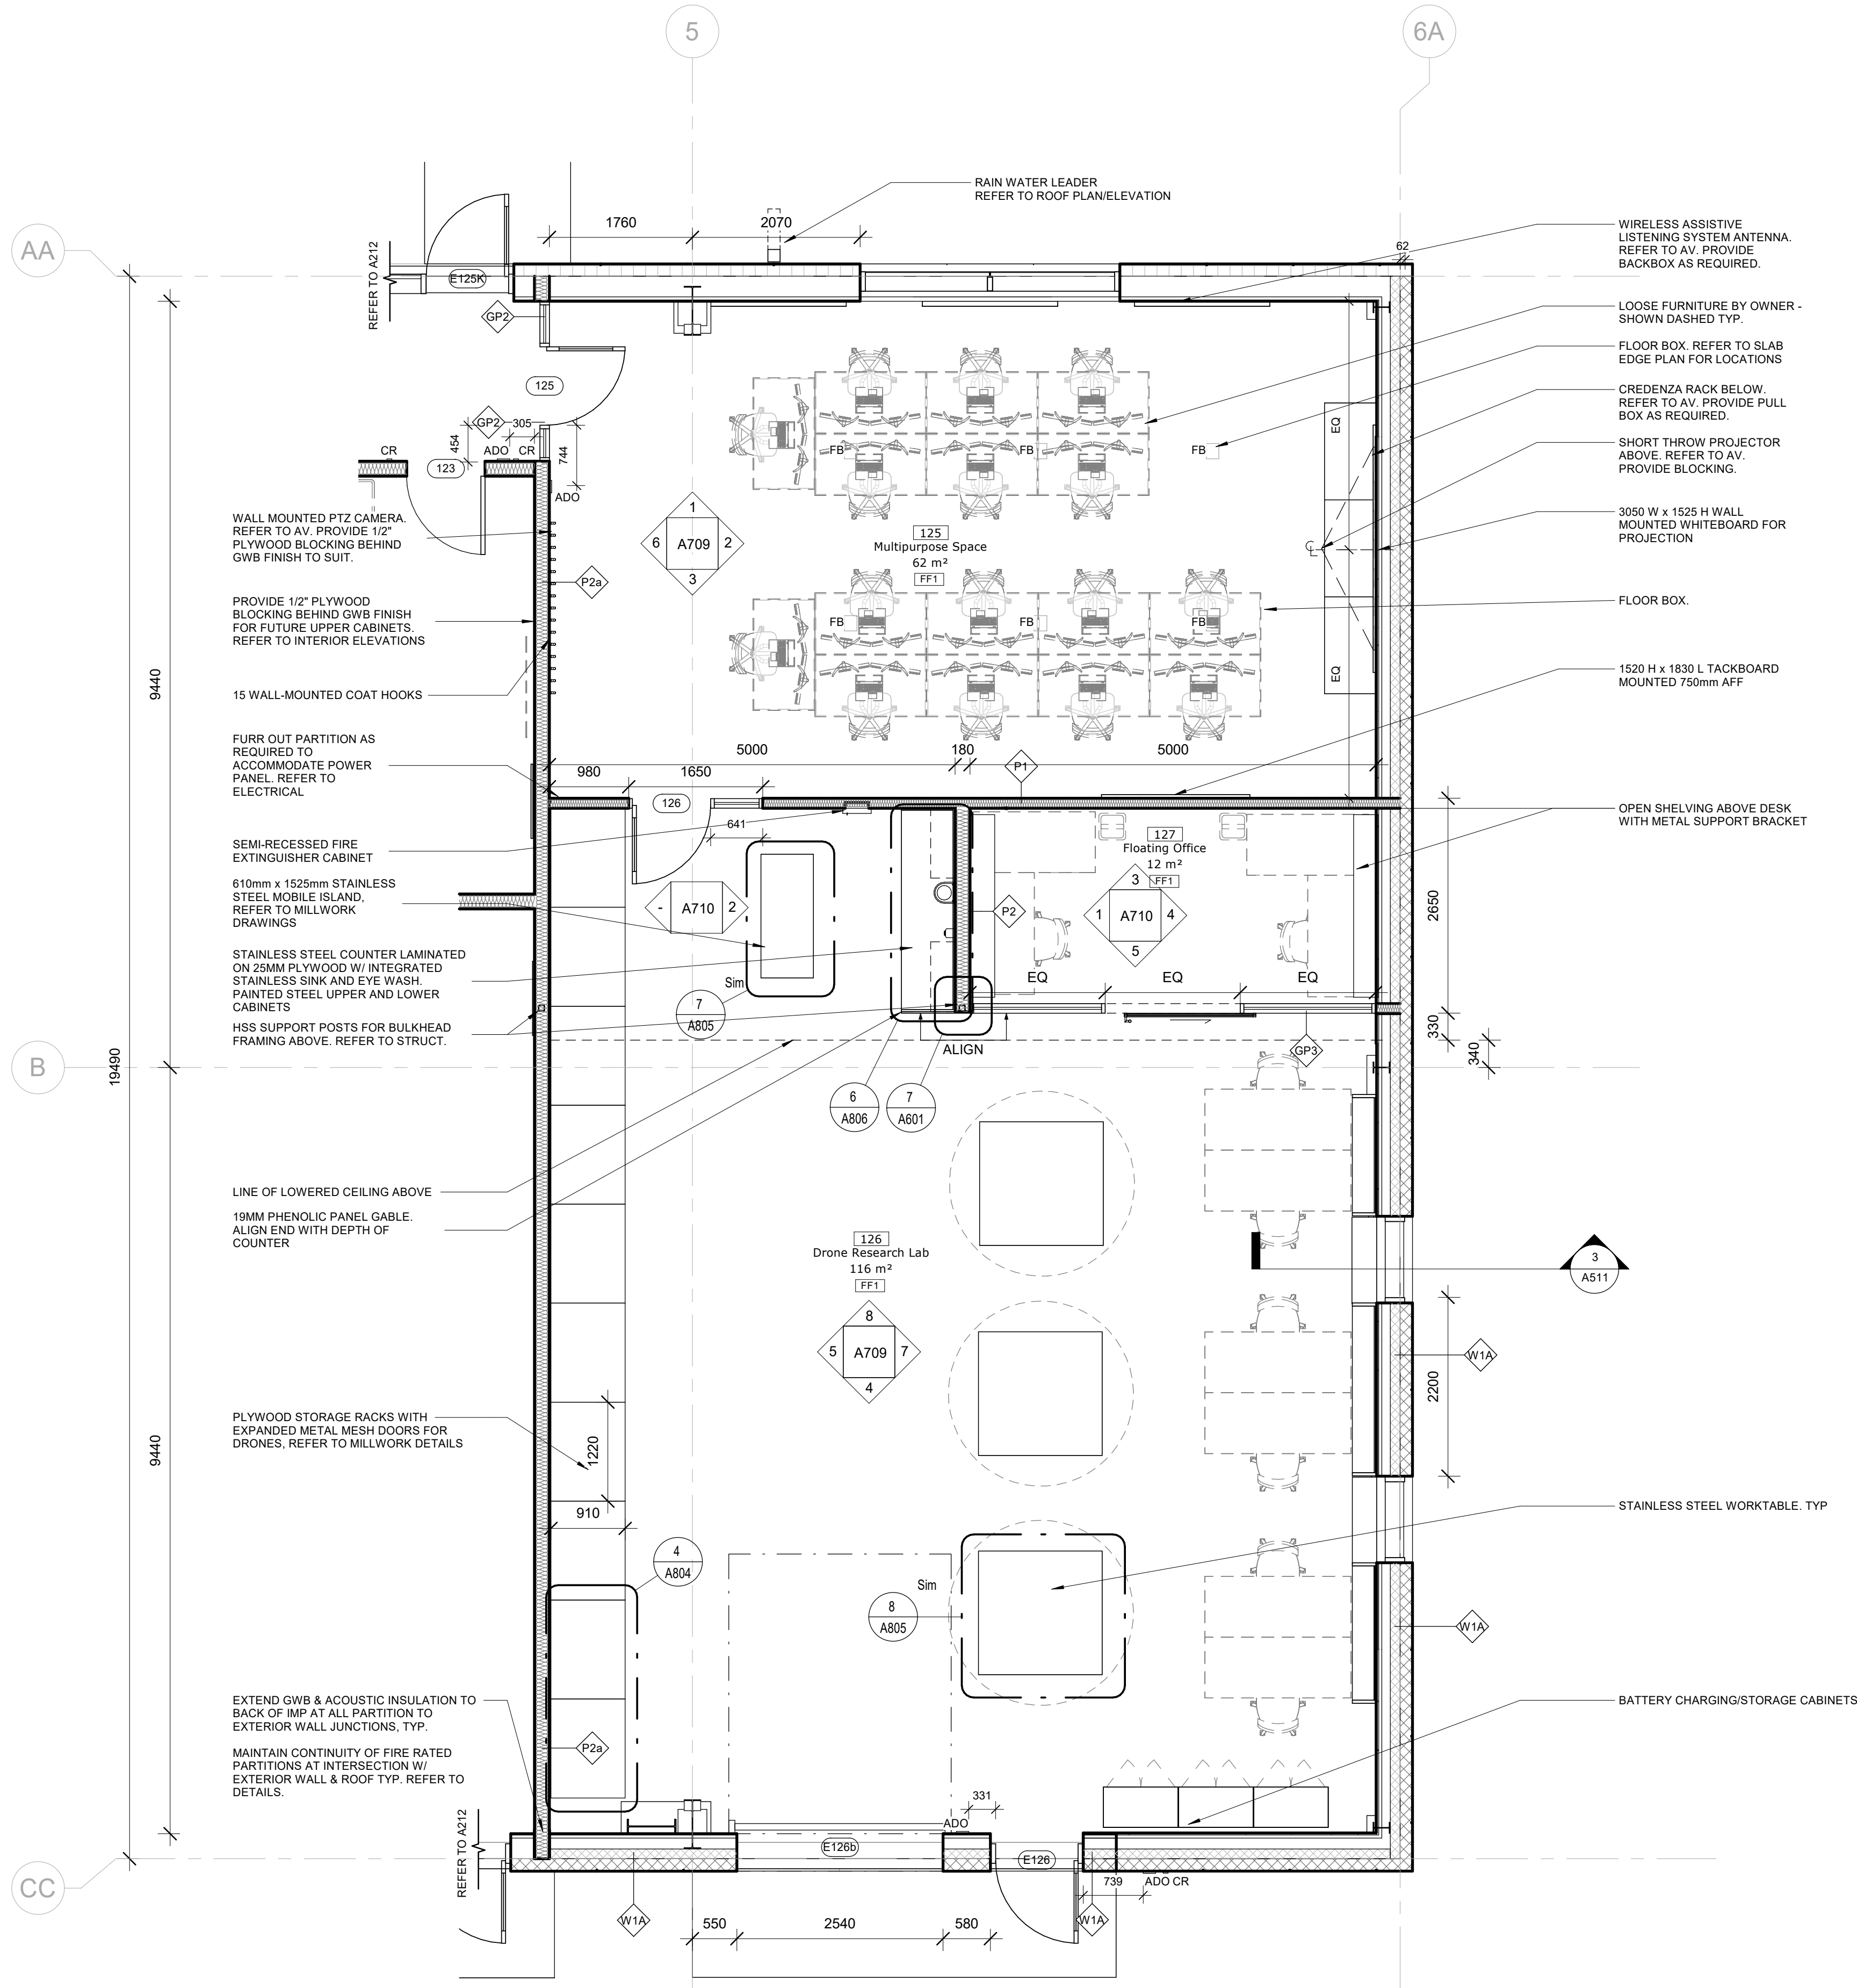 5
6A
AA
B
CC
RAIN WATER LEADER
REFER TO ROOF PLAN/ELEVATION
1760
2070
62
WIRELESS ASSISTIVE
LISTENING SYSTEM ANTENNA.
REFER TO AV. PROVIDE
BACKBOX AS REQUIRED.
LOOSE FURNITURE BY OWNER -
SHOWN DASHED TYP.
FLOOR BOX. REFER TO SLAB
EDGE PLAN FOR LOCATIONS
CREDENZA RACK BELOW.
REFER TO AV. PROVIDE PULL
BOX AS REQUIRED.
SHORT THROW PROJECTOR
ABOVE. REFER TO AV.
PROVIDE BLOCKING.
3050 W x 1525 H WALL
MOUNTED WHITEBOARD FOR
PROJECTION
FLOOR BOX.
1520 H x 1830 L TACKBOARD
MOUNTED 750mm AFF
OPEN SHELVING ABOVE DESK
WITH METAL SUPPORT BRACKET
REFER TO A212
E125K
GP2
125
GP2
305
454
744
CR
123
ADO CR
ADO
WALL MOUNTED PTZ CAMERA.
REFER TO AV. PROVIDE 1/2"
PLYWOOD BLOCKING BEHIND
GWB FINISH TO SUIT.
PROVIDE 1/2" PLYWOOD
BLOCKING BEHIND GWB FINISH
FOR FUTURE UPPER CABINETS.
REFER TO INTERIOR ELEVATIONS
15 WALL-MOUNTED COAT HOOKS
FURR OUT PARTITION AS
REQUIRED TO
ACCOMMODATE POWER
PANEL. REFER TO
ELECTRICAL
SEMI-RECESSED FIRE
EXTINGUISHER CABINET
610mm x 1525mm STAINLESS
STEEL MOBILE ISLAND,
REFER TO MILLWORK
DRAWINGS
STAINLESS STEEL COUNTER LAMINATED
ON 25MM PLYWOOD W/ INTEGRATED
STAINLESS SINK AND EYE WASH.
PAINTED STEEL UPPER AND LOWER
CABINETS
HSS SUPPORT POSTS FOR BULKHEAD
FRAMING ABOVE. REFER TO STRUCT.
LINE OF LOWERED CEILING ABOVE
19MM PHENOLIC PANEL GABLE.
ALIGN END WITH DEPTH OF
COUNTER
PLYWOOD STORAGE RACKS WITH
EXPANDED METAL MESH DOORS FOR
DRONES, REFER TO MILLWORK DETAILS
EXTEND GWB & ACOUSTIC INSULATION TO
BACK OF IMP AT ALL PARTITION TO
EXTERIOR WALL JUNCTIONS, TYP.
MAINTAIN CONTINUITY OF FIRE RATED
PARTITIONS AT INTERSECTION W/
EXTERIOR WALL & ROOF TYP. REFER TO
DETAILS.
9440
19490
9440
1
6 A709 2
3
P2a
FB
FB
FB
125
Multipurpose Space
62 m²
FF1
FB
FB
FB
EQ
CL
EQ
5000
180
5000
980
1650
P1
126
641
127
Floating Office
12 m²
FF1
- A710 2
P2
3
1 A710 4
5
Sim
7
A805
EQ
EQ
EQ
ALIGN
GP3
2650
330
340
6
A806
7
A601
126
Drone Research Lab
116 m²
FF1
8
5 A709 7
4
3
A511
W1A
2200
1220
910
4
A804
Sim
8
A805
STAINLESS STEEL WORKTABLE. TYP
W1A
BATTERY CHARGING/STORAGE CABINETS
P2a
REFER TO A212
331
ADO
E126b
E126
739
ADO CR
W1A
W1A
550
2540
580